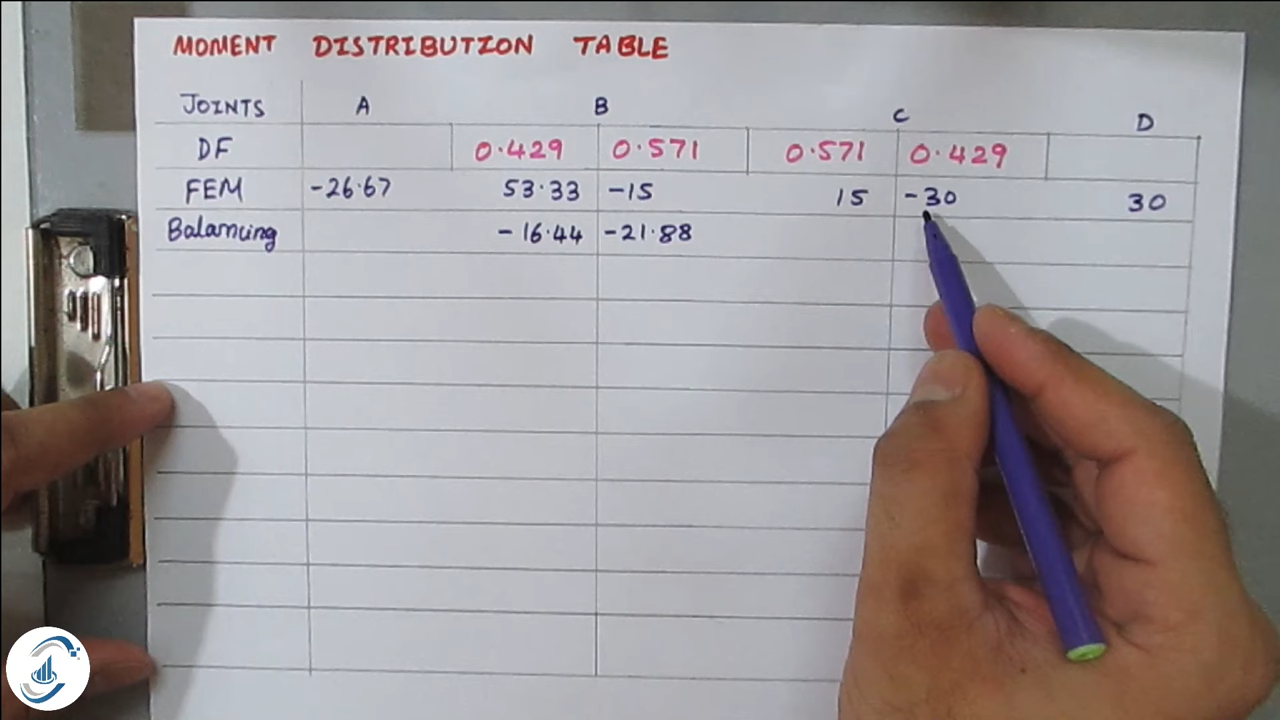 MOMENT DISTRIBUTION TABLE
JOINTS A B C D
DF 0.429 0.571 0.571 0.429
FEM -26.67 53.33 -15 15 -30 30
Balancing -16.44 -21.88